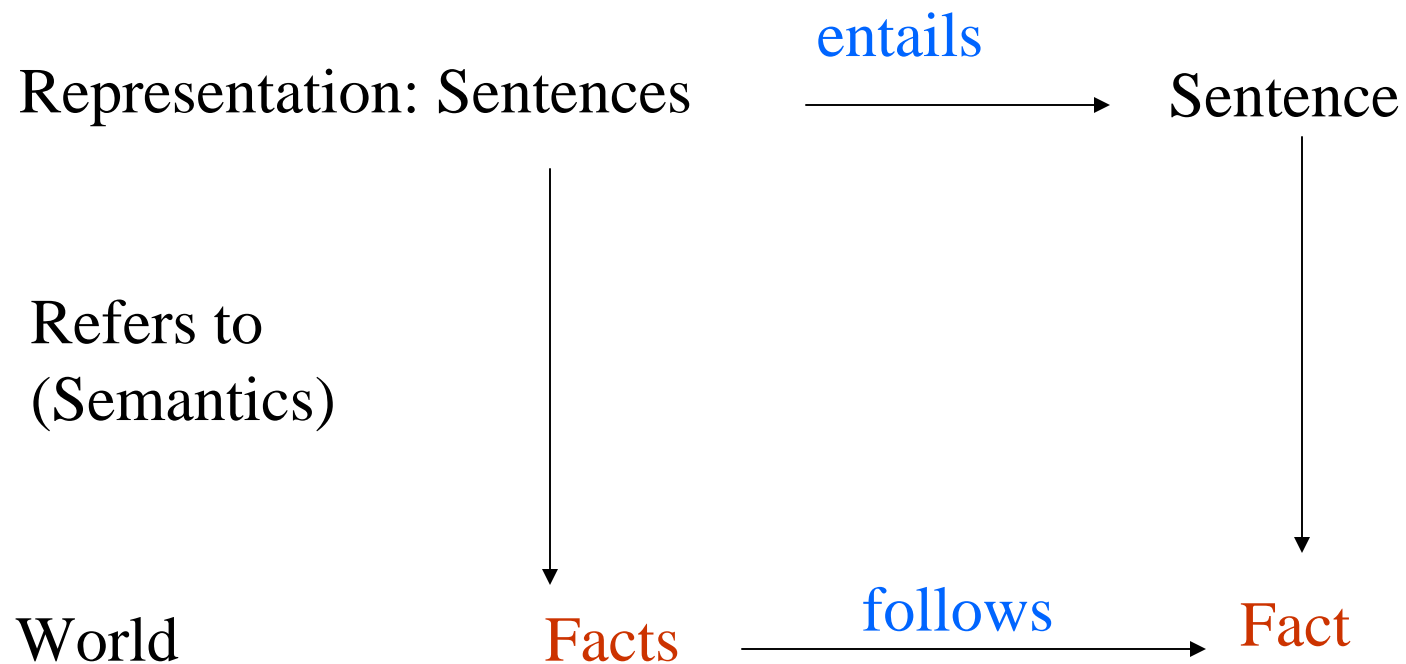 entails
Representation: Sentences
Sentence
Refers to
(Semantics)
follows
World
Facts
Fact